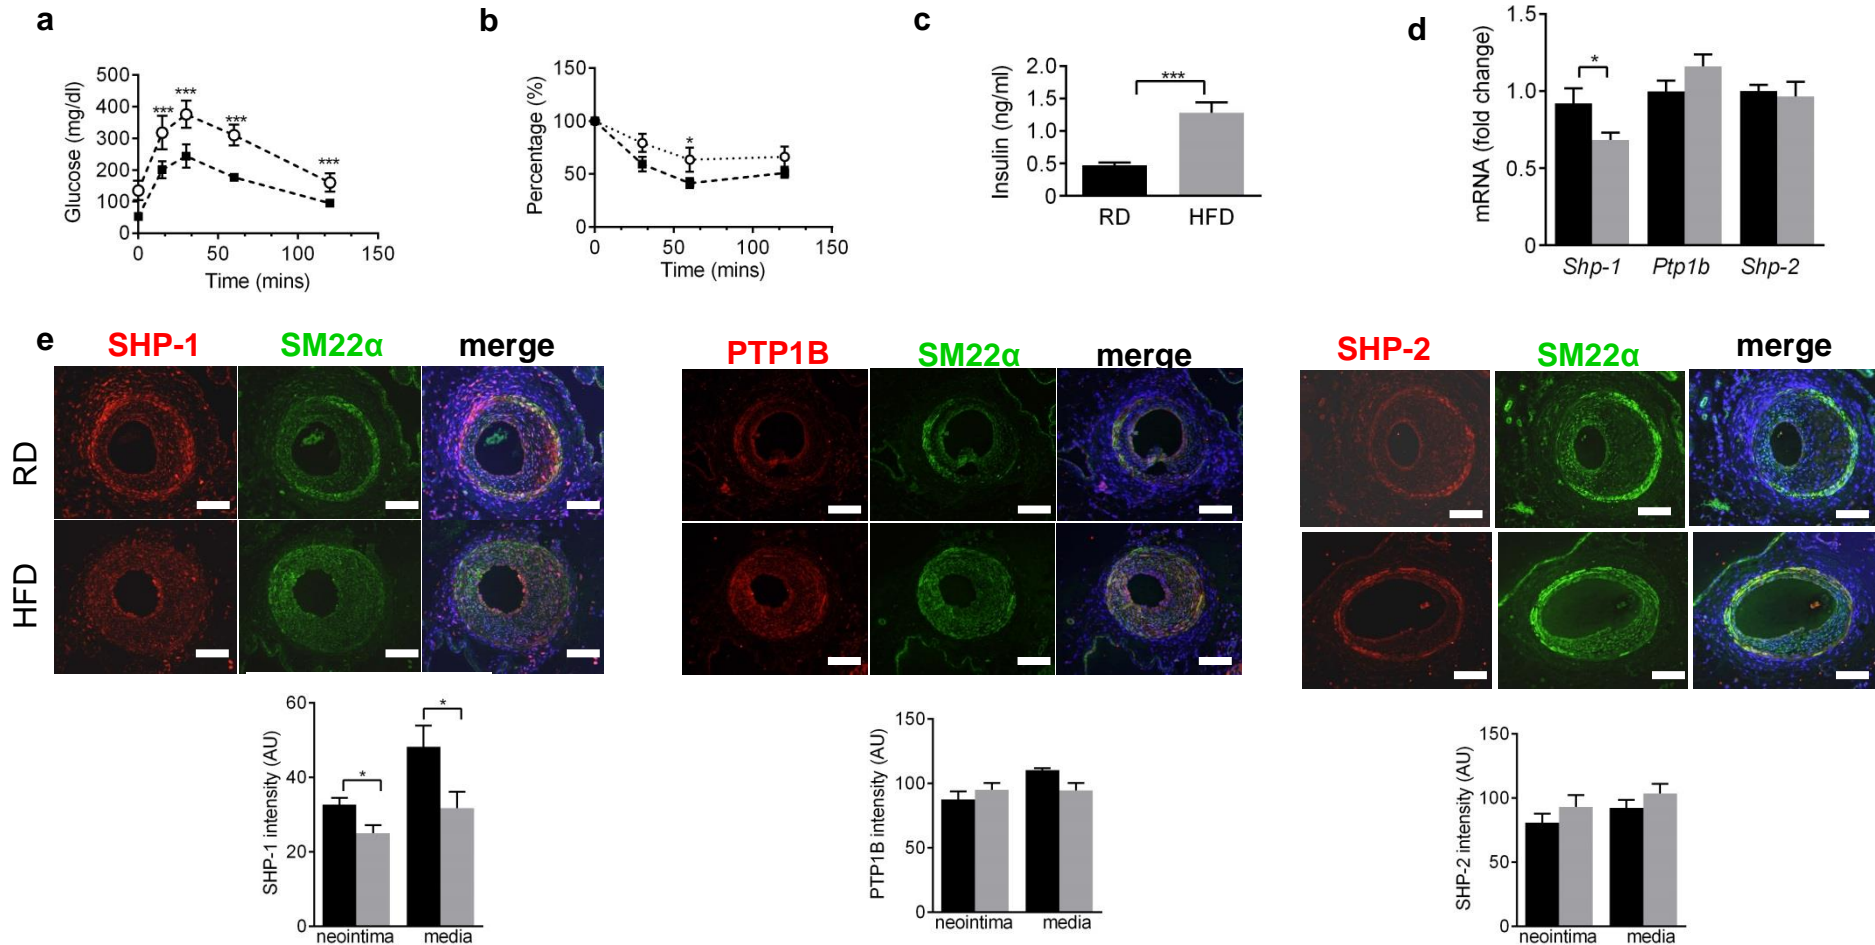 a
500
400
300
200
100
0
Glucose (mg/dl)
***
***
***
***
0 50 100 150
Time (mins)
b
150
100
50
0
Percentage (%)
*
0 50 100 150
Time (mins)
c
2.0
1.5
1.0
0.5
0
Insulin (ng/ml)
***
RD HFD
d
1.5
1.0
0.5
0
mRNA (fold change)
*
Shp-1 Ptp1b Shp-2
e
SHP-1 SM22α merge
PTP1B SM22α merge
SHP-2 SM22α merge
RD
HFD
60
40
20
0
SHP-1 intensity (AU)
*
*
neointima media
150
100
50
0
PTP1B intensity (AU)
neointima media
150
100
50
0
SHP-2 intensity (AU)
neointima media